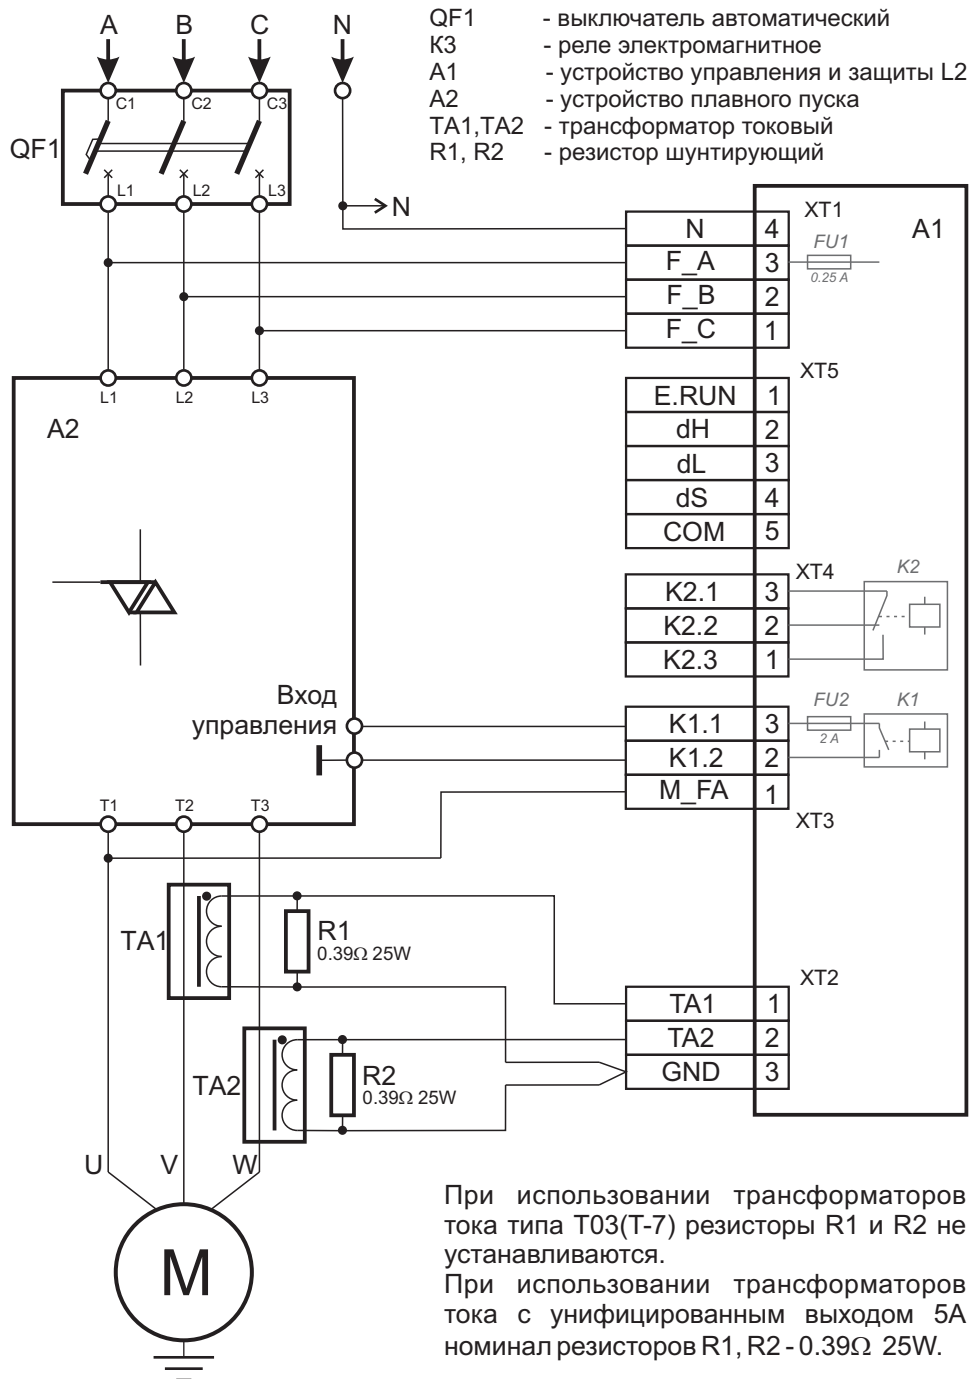 A B C N
QF1 - выключатель автоматический
К3 - реле электромагнитное
А1 - устройство управления и защиты L2
А2 - устройство плавного пуска
ТА1,ТА2 - трансформатор токовый
R1, R2 - резистор шунтирующий
C1 C2 C3
QF1
L1 L2 L3
N
XT1
A1
N 4
F_A 3
FU1
0.25 A
F_B 2
F_C 1
XT5
L1 L2 L3
A2
E.RUN 1
dH 2
dL 3
dS 4
COM 5
XT4
K2
K2.1 3
K2.2 2
K2.3 1
Вход
управления
FU2
K1
K1.1 3
2 A
K1.2 2
M_FA 1
XT3
T1 T2 T3
TA1
R1
0.39Ω 25W
XT2
TA1 1
TA2 2
GND 3
TA2
R2
0.39Ω 25W
U V W
M
При использовании трансформаторов
тока типа Т03(Т-7) резисторы R1 и R2 не
устанавливаются.
При использовании трансформаторов
тока с унифицированным выходом 5А
номинал резисторов R1, R2 - 0.39Ω 25W.